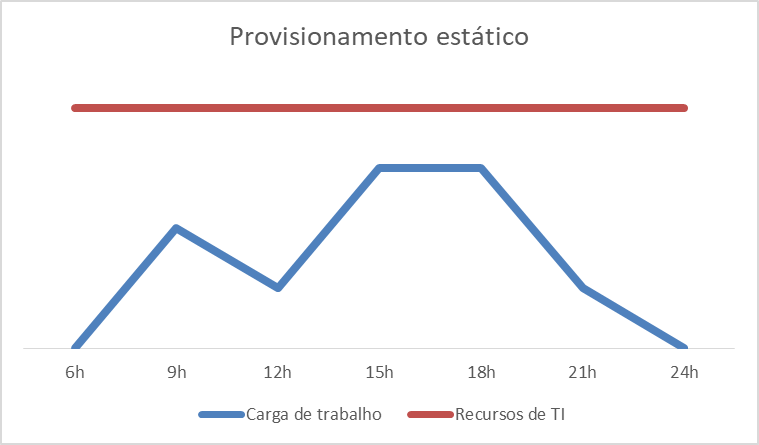 Provisionamento estático
6h 9h 12h 15h 18h 21h 24h
Carga de trabalho Recursos de TI